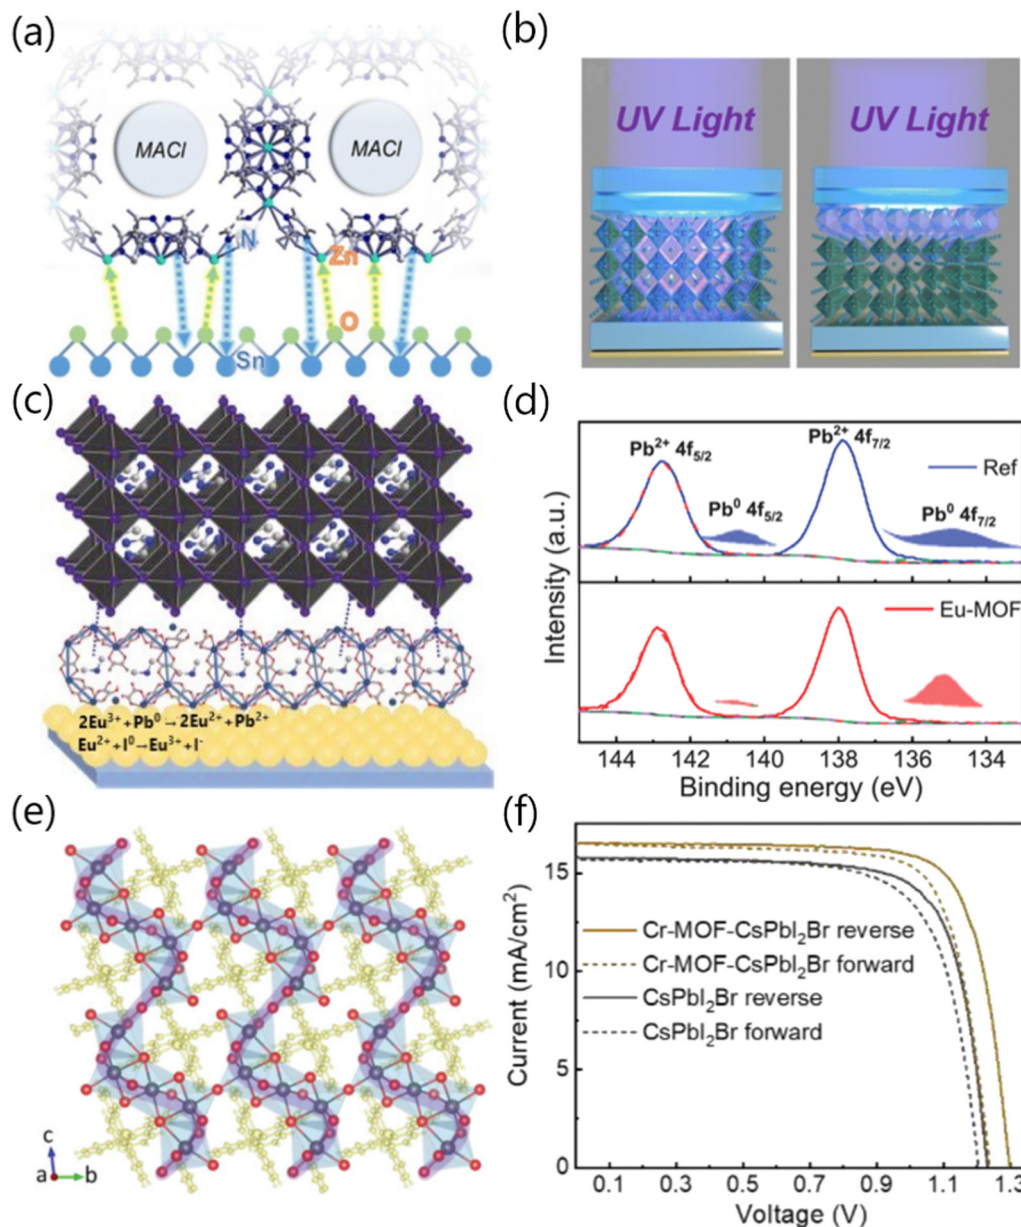 (a)
MACl
MACl
N
Zn
O
Sn
(b)
UV Light
UV Light
(c)
2Eu³⁺+Pb⁰→2Eu²⁺+Pb²⁺
Eu²⁺+I⁰→Eu³⁺+I⁻
(d)
Pb²⁺ 4f₅/₂
Pb²⁺ 4f₇/₂
Ref
Pb⁰ 4f₅/₂
Pb⁰ 4f₇/₂
Eu-MOF
Intensity (a.u.)
144 142 140 138 136 134
Binding energy (eV)
(e)
c
a b
(f)
Current (mA/cm²)
15
16
5
0
Cr-MOF-CsPbI₂Br reverse
Cr-MOF-CsPbI₂Br forward
CsPbI₂Br reverse
CsPbI₂Br forward
0.1 0.3 0.5 0.7 0.9 1.1 1.3
Voltage (V)